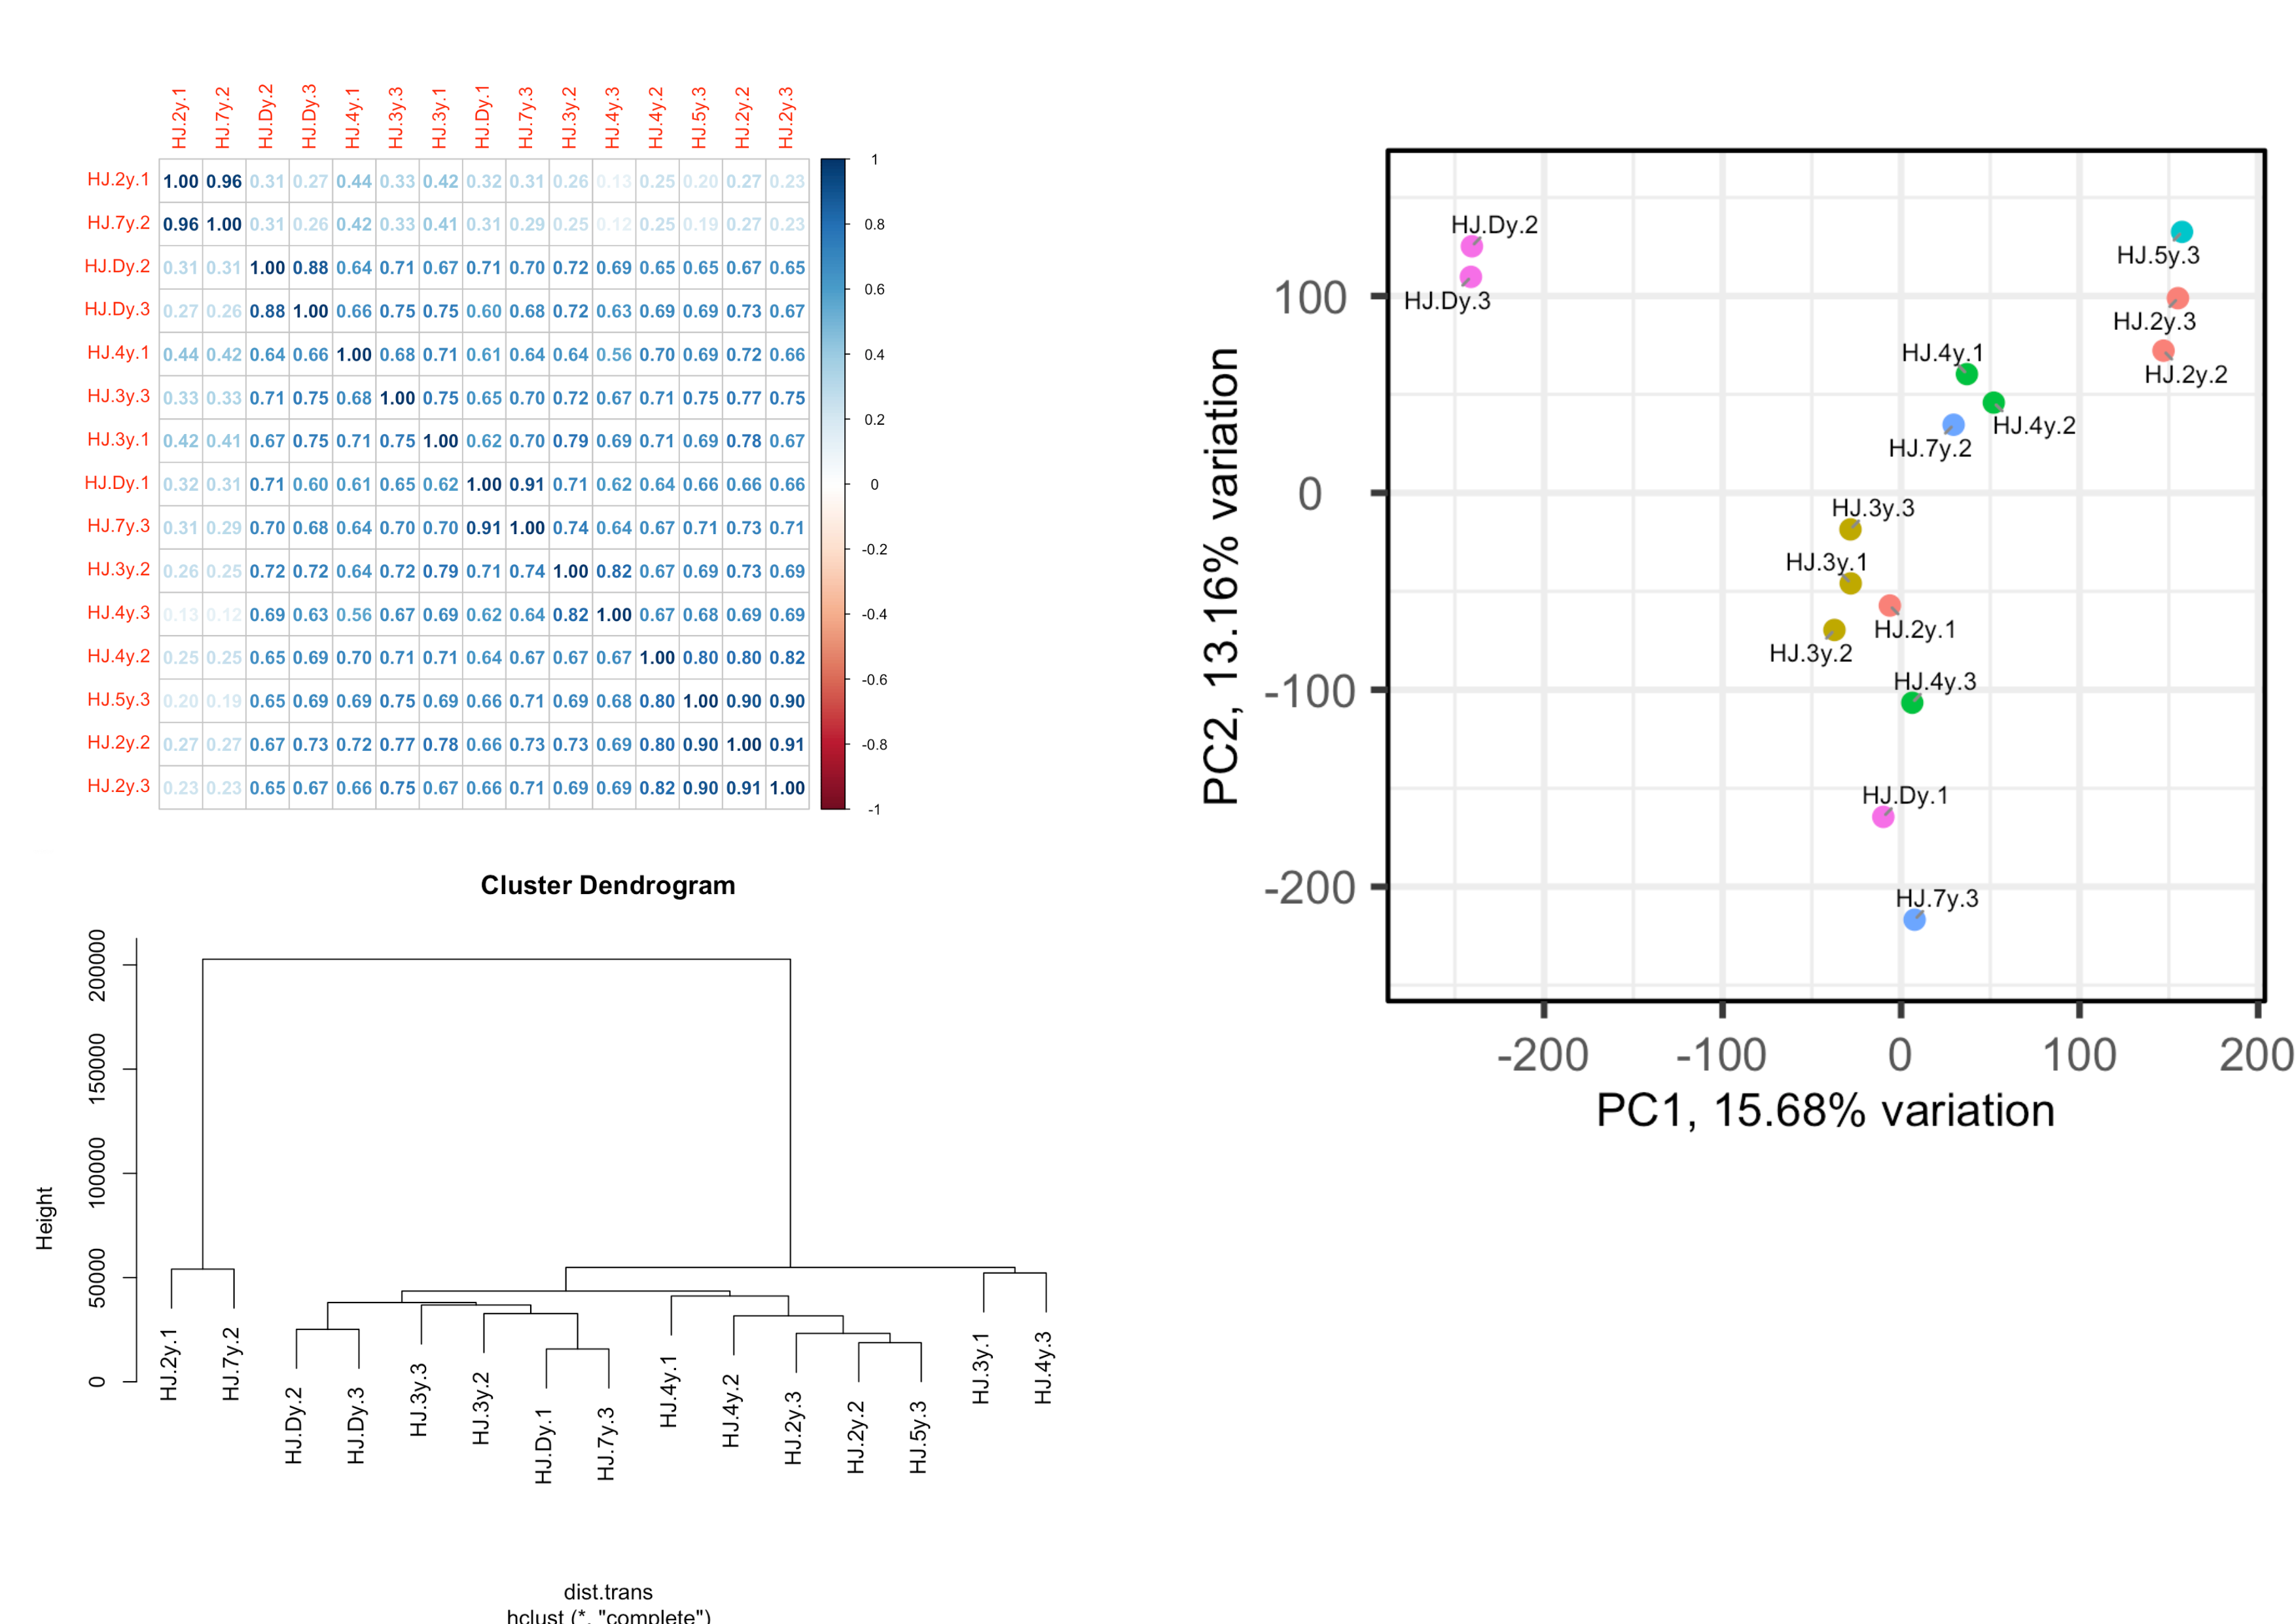 HJ.2y.1 HJ.7y.2 HJ.Dy.2 HJ.Dy.3 HJ.4y.1 HJ.3y.3 HJ.3y.1 HJ.Dy.1 HJ.7y.3 HJ.3y.2 HJ.4y.3 HJ.4y.2 HJ.5y.3 HJ.2y.2 HJ.2y.3
HJ.2y.1 1.00 0.96 0.31 0.27 0.44 0.33 0.42 0.32 0.31 0.26 0.13 0.25 0.20 0.27 0.23
HJ.7y.2 0.96 1.00 0.31 0.26 0.42 0.33 0.41 0.31 0.29 0.25 0.12 0.25 0.19 0.27 0.23
HJ.Dy.2 0.31 0.31 1.00 0.88 0.64 0.71 0.67 0.71 0.70 0.72 0.69 0.65 0.65 0.67 0.65
HJ.Dy.3 0.27 0.26 0.88 1.00 0.66 0.75 0.75 0.60 0.68 0.72 0.63 0.69 0.69 0.73 0.67
HJ.4y.1 0.44 0.42 0.64 0.66 1.00 0.68 0.71 0.61 0.64 0.64 0.56 0.70 0.69 0.72 0.66
HJ.3y.3 0.33 0.33 0.71 0.75 0.68 1.00 0.75 0.65 0.70 0.72 0.67 0.71 0.75 0.77 0.75
HJ.3y.1 0.42 0.41 0.67 0.75 0.71 0.75 1.00 0.62 0.70 0.79 0.69 0.71 0.69 0.78 0.67
HJ.Dy.1 0.32 0.31 0.71 0.60 0.61 0.65 0.62 1.00 0.91 0.71 0.62 0.64 0.66 0.66 0.66
HJ.7y.3 0.31 0.29 0.70 0.68 0.64 0.70 0.70 0.91 1.00 0.74 0.64 0.67 0.71 0.73 0.71
HJ.3y.2 0.26 0.25 0.72 0.72 0.64 0.72 0.79 0.71 0.74 1.00 0.82 0.67 0.69 0.73 0.69
HJ.4y.3 0.13 0.12 0.69 0.63 0.56 0.67 0.69 0.62 0.64 0.82 1.00 0.67 0.68 0.69 0.69
HJ.4y.2 0.25 0.25 0.65 0.69 0.70 0.71 0.71 0.64 0.67 0.67 0.67 1.00 0.80 0.80 0.82
HJ.5y.3 0.20 0.19 0.65 0.69 0.69 0.75 0.69 0.66 0.71 0.69 0.68 0.80 1.00 0.90 0.90
HJ.2y.2 0.27 0.27 0.67 0.73 0.72 0.77 0.78 0.66 0.73 0.73 0.69 0.80 0.90 1.00 0.91
HJ.2y.3 0.23 0.23 0.65 0.67 0.66 0.75 0.67 0.66 0.71 0.69 0.69 0.82 0.90 0.91 1.00
1
0.8
0.6
0.4
0.2
0
-0.2
-0.4
-0.6
-0.8
-1
HJ.Dy.2
HJ.Dy.3
HJ.5y.3
HJ.2y.3
HJ.2y.2
HJ.4y.1
HJ.4y.2
HJ.7y.2
HJ.3y.3
HJ.3y.1
HJ.2y.1
HJ.3y.2
HJ.4y.3
HJ.Dy.1
HJ.7y.3
100
0
-100
-200
PC2, 13.16% variation
-200 -100 0 100 200
PC1, 15.68% variation
Cluster Dendrogram
Height
200000
150000
100000
50000
0
HJ.2y.1 HJ.7y.2 HJ.Dy.2 HJ.Dy.3 HJ.3y.3 HJ.3y.2 HJ.Dy.1 HJ.7y.3 HJ.4y.1 HJ.4y.2 HJ.2y.3 HJ.2y.2 HJ.5y.3 HJ.3y.1 HJ.4y.3
dist.trans
hclust (*, "complete")